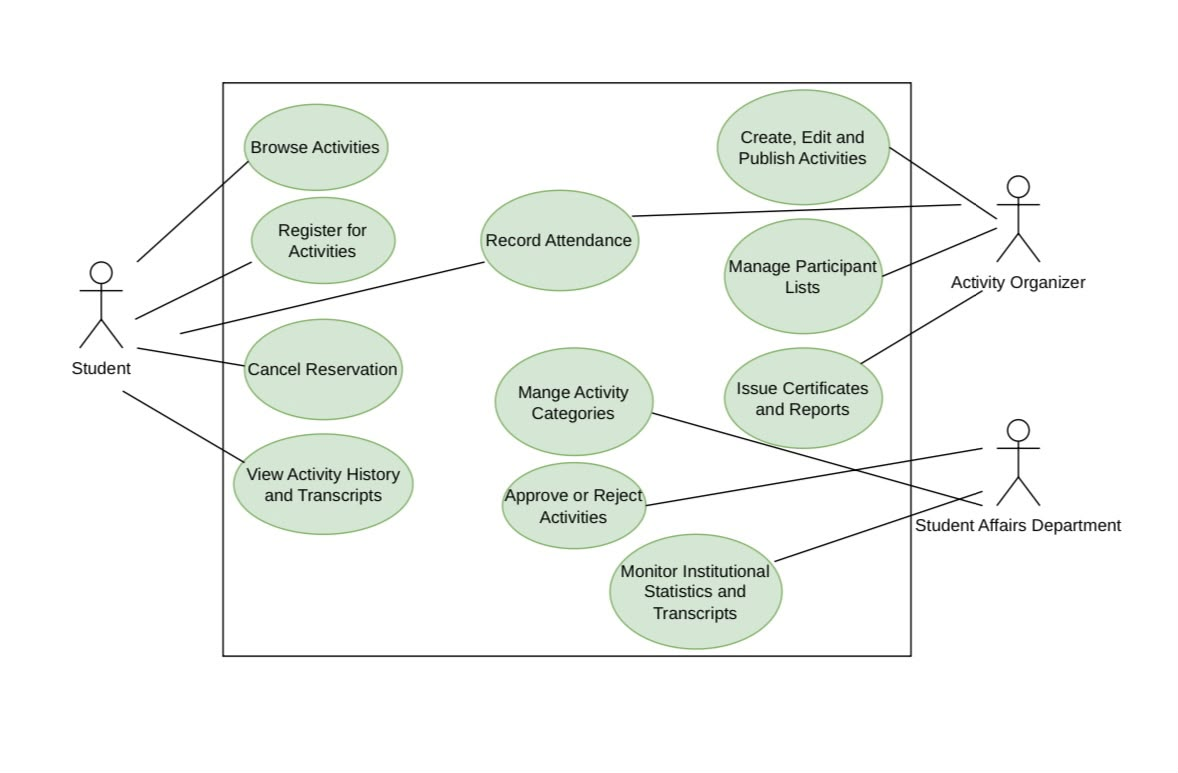 Browse Activities
Register for
Activities
Record Attendance
Create, Edit and
Publish Activities
Manage Participant
Lists
Activity Organizer
Student
Cancel Reservation
Mange Activity
Categories
Issue Certificates
and Reports
View Activity History
and Transcripts
Approve or Reject
Activities
Student Affairs Department
Monitor Institutional
Statistics and
Transcripts